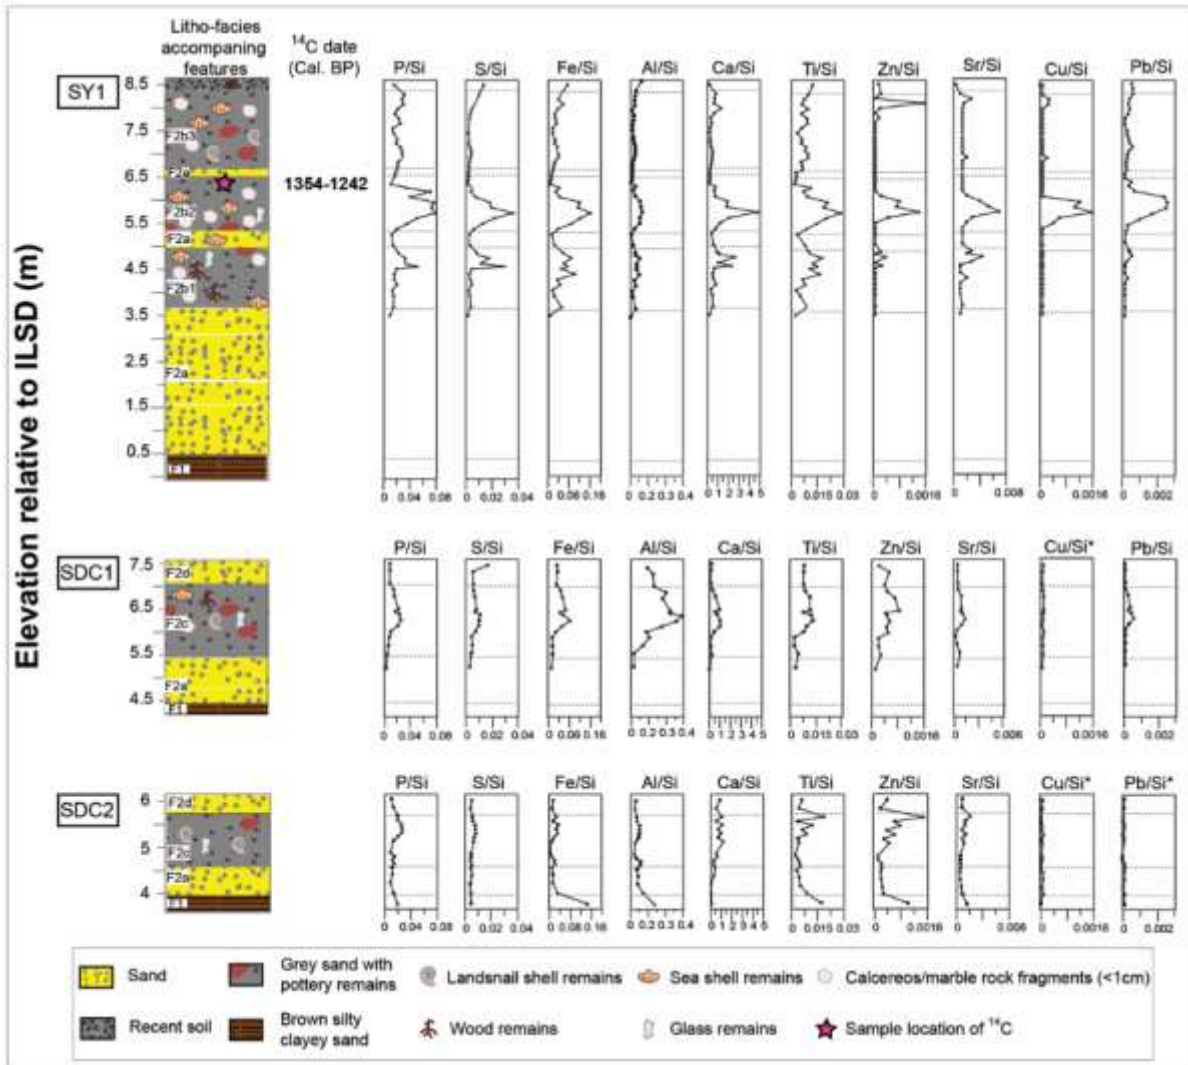 Litho-facies
accompaning
features
14C date
(Cal. BP)
P/Si S/Si Fe/Si Al/Si Ca/Si Ti/Si Zn/Si Sr/Si Cu/Si Pb/Si
SY1
8.5
7.5
F2b3
6.5
1354-1242
F2b2
5.5
F2a
4.5
F2b1
3.5
2.5
F2a
1.5
0.5
F1
0 0.04 0.08 0 0.02 0.04 0 0.08 0.16 0 0.2 0.3 0.4 0 1 2 3 4 5 0 0.015 0.03 0 0.0016 0 0.008 0 0.0016 0 0.002
Elevation relative to ILSD (m)
P/Si S/Si Fe/Si Al/Si Ca/Si Ti/Si Zn/Si Sr/Si Cu/Si* Pb/Si
SDC1
7.5
F2d
6.5
F2c
5.5
F2a
4.5
F1
0 0.04 0.08 0 0.02 0.04 0 0.08 0.16 0 0.2 0.3 0.4 0 1 2 3 4 5 0 0.015 0.03 0 0.0016 0 0.006 0 0.0016 0 0.002
P/Si S/Si Fe/Si Al/Si Ca/Si Ti/Si Zn/Si Sr/Si Cu/Si* Pb/Si*
SDC2
6
F2d
5
F2c
F2a
4
F1
0 0.04 0.08 0 0.02 0.04 0 0.08 0.16 0 0.2 0.3 0.4 0 1 2 3 4 5 0 0.015 0.03 0 0.0016 0 0.006 0 0.0016 0 0.002
Sand
Grey sand with
pottery remains
Landsnail shell remains
Sea shell remains
Calcereos/marble rock fragments (<1cm)
Recent soil
Brown silty
clayey sand
Wood remains
Glass remains
Sample location of 14C